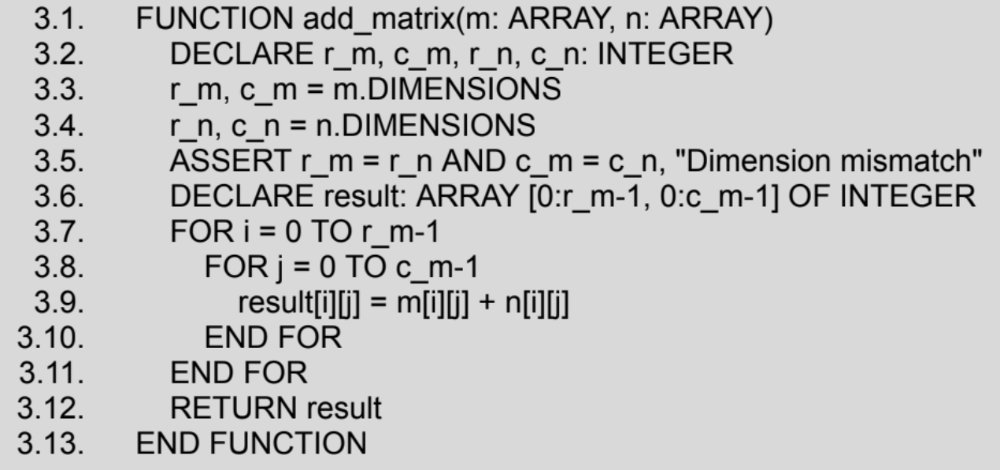 3.1. FUNCTION add_matrix(m: ARRAY, n: ARRAY)
3.2. DECLARE r_m, c_m, r_n, c_n: INTEGER
3.3. r_m, c_m = m.DIMENSIONS
3.4. r_n, c_n = n.DIMENSIONS
3.5. ASSERT r_m = r_n AND c_m = c_n, "Dimension mismatch"
3.6. DECLARE result: ARRAY [0:r_m-1, 0:c_m-1] OF INTEGER
3.7. FOR i = 0 TO r_m-1
3.8. FOR j = 0 TO c_m-1
3.9. result[i][j] = m[i][j] + n[i][j]
3.10. END FOR
3.11. END FOR
3.12. RETURN result
3.13. END FUNCTION